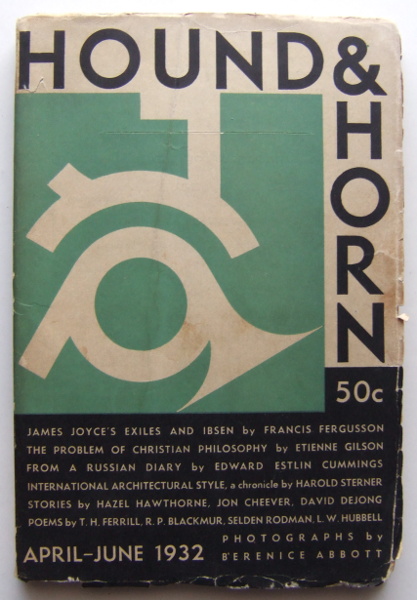 HOUND &
HORN
50c
JAMES JOYCE'S EXILES AND IBSEN by FRANCIS FERGUSSON
THE PROBLEM OF CHRISTIAN PHILOSOPHY by ETIENNE GILSON
FROM A RUSSIAN DIARY by EDWARD ESTLIN CUMMINGS
INTERNATIONAL ARCHITECTURAL STYLE, a chronicle by HAROLD STERNER
STORIES by HAZEL HAWTHORNE, JON CHEEVER, DAVID DEJONG
POEMS by T. H. FERRILL, R. P. BLACKMUR, SELDEN RODMAN, L. W. HUBBELL
PHOTOGRAPHS by
APRIL–JUNE 1932 BERENICE ABBOTT